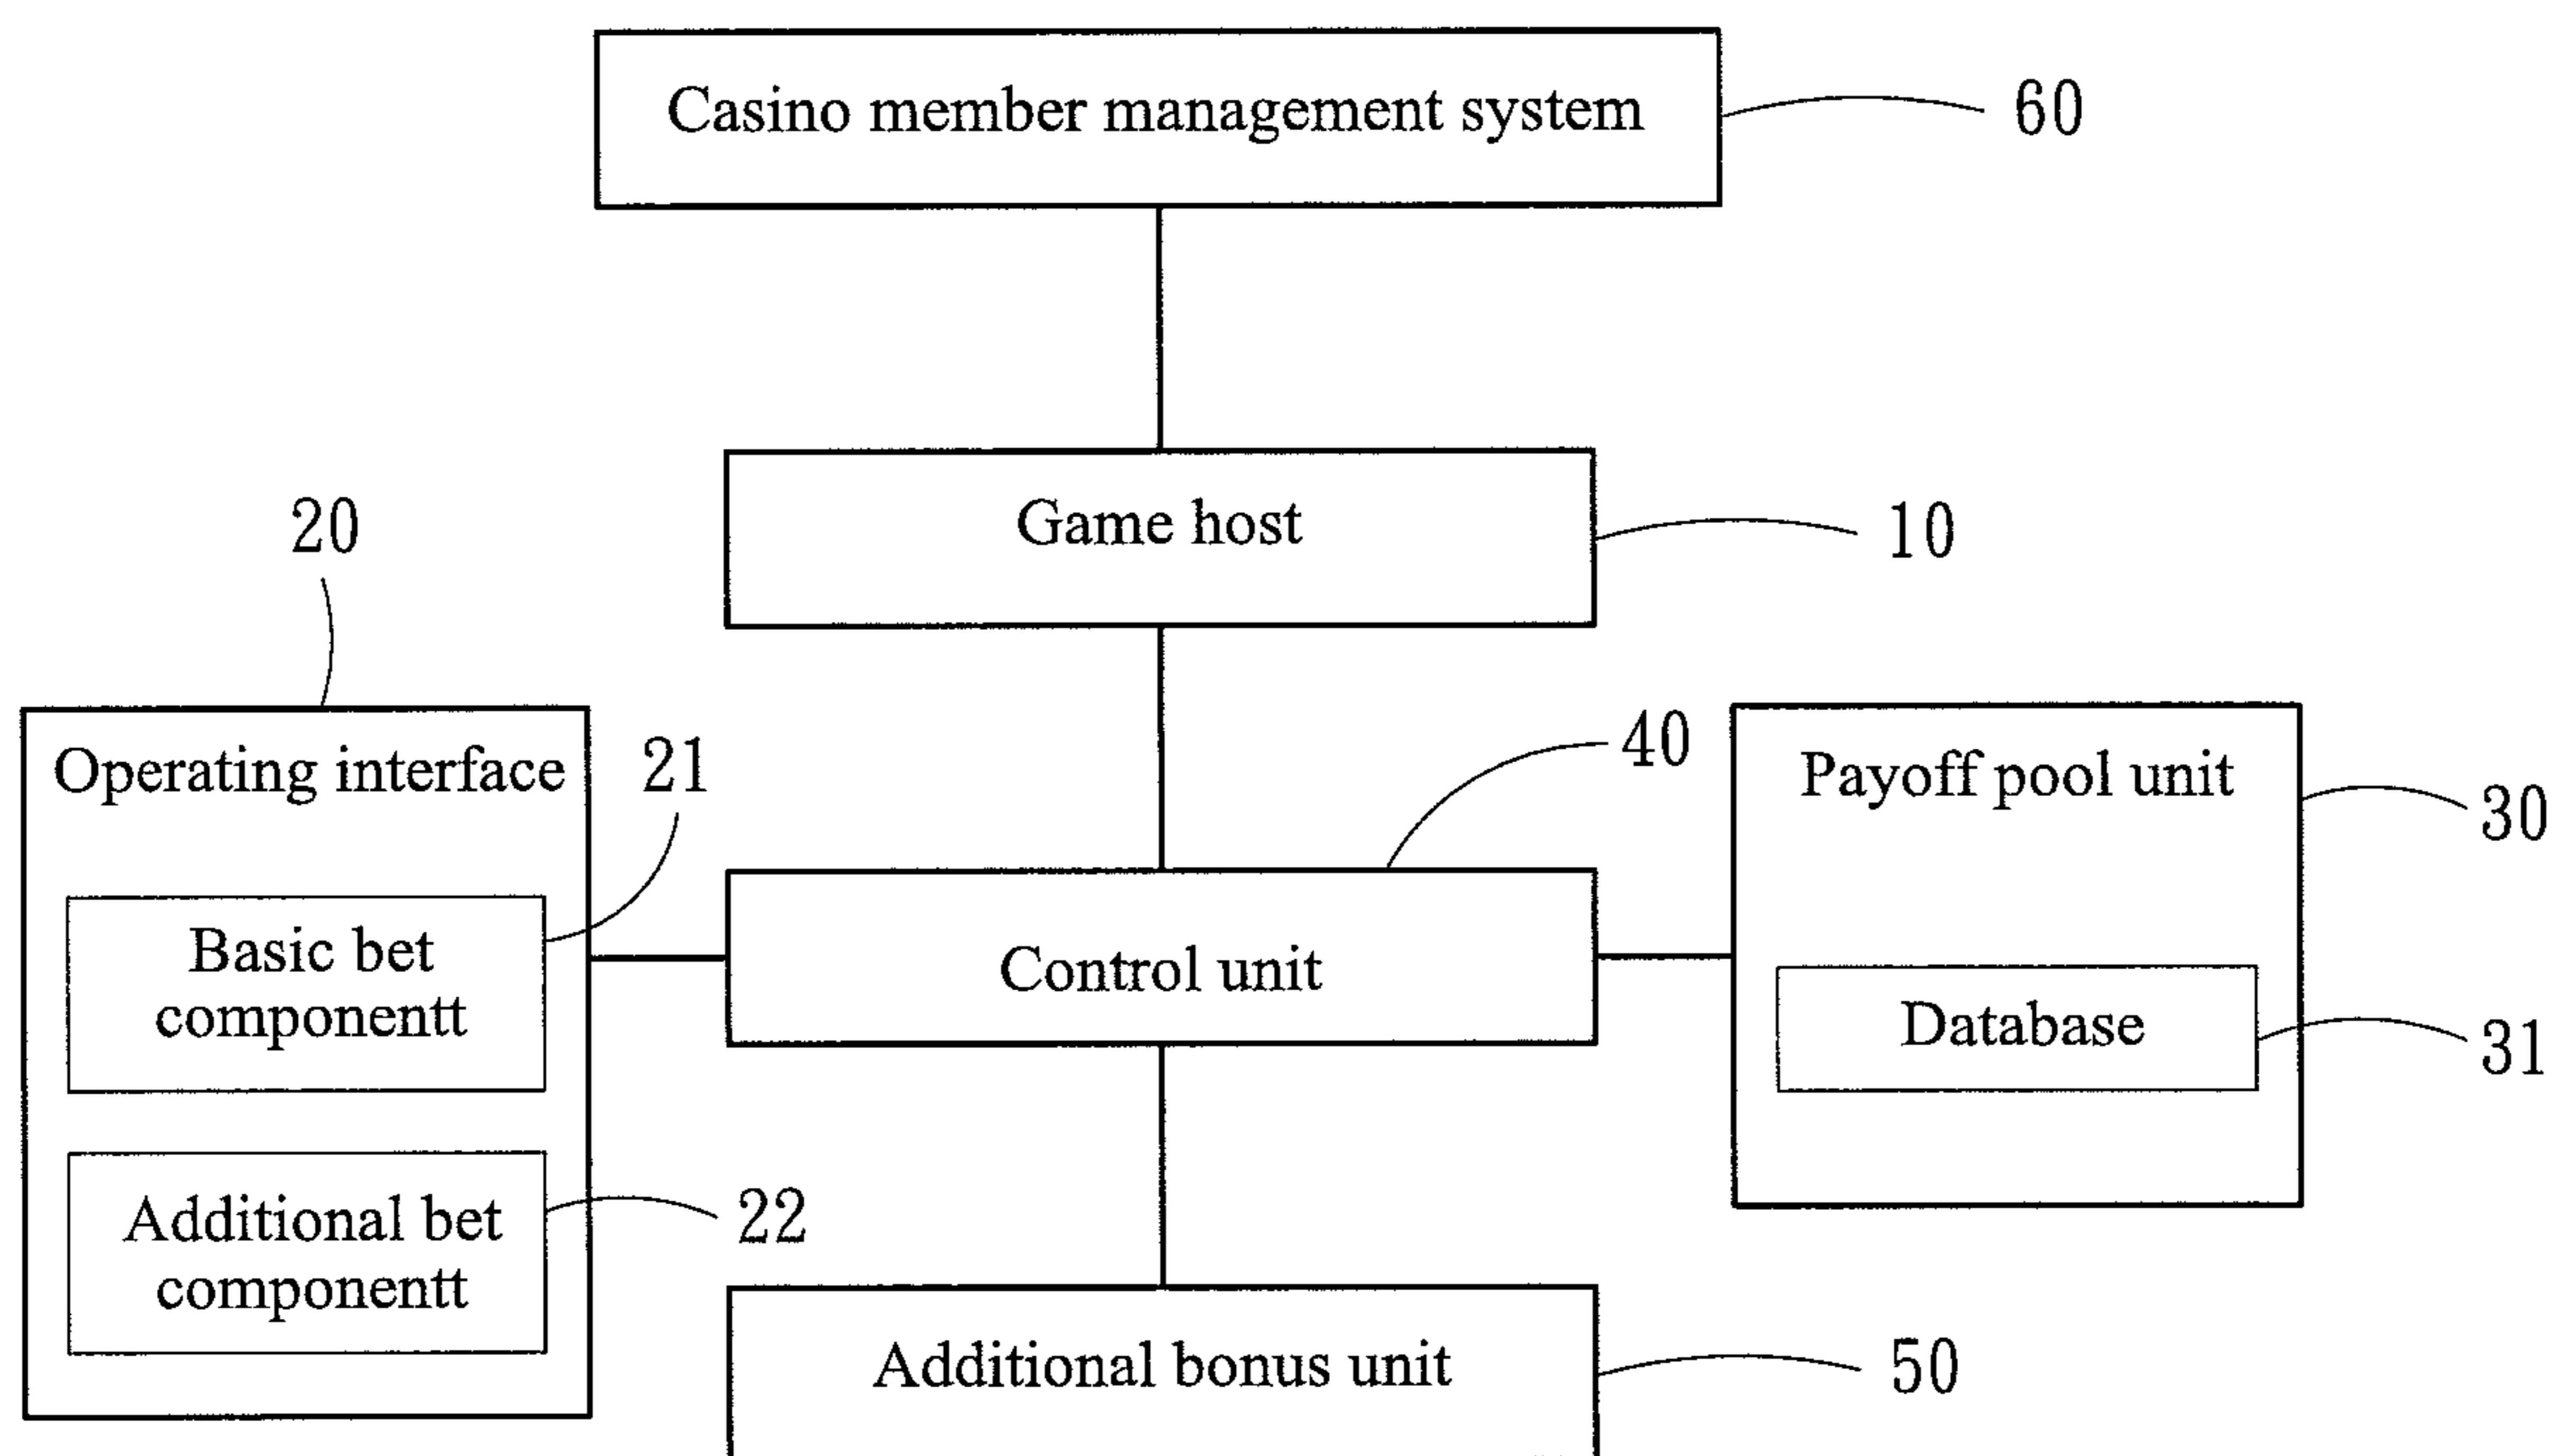 Casino member management system
60
Game host
10
20
Operating interface
21
40
Payoff pool unit
30
Basic bet
componentt
Control unit
Database
31
Additional bet
componentt
22
Additional bonus unit
50